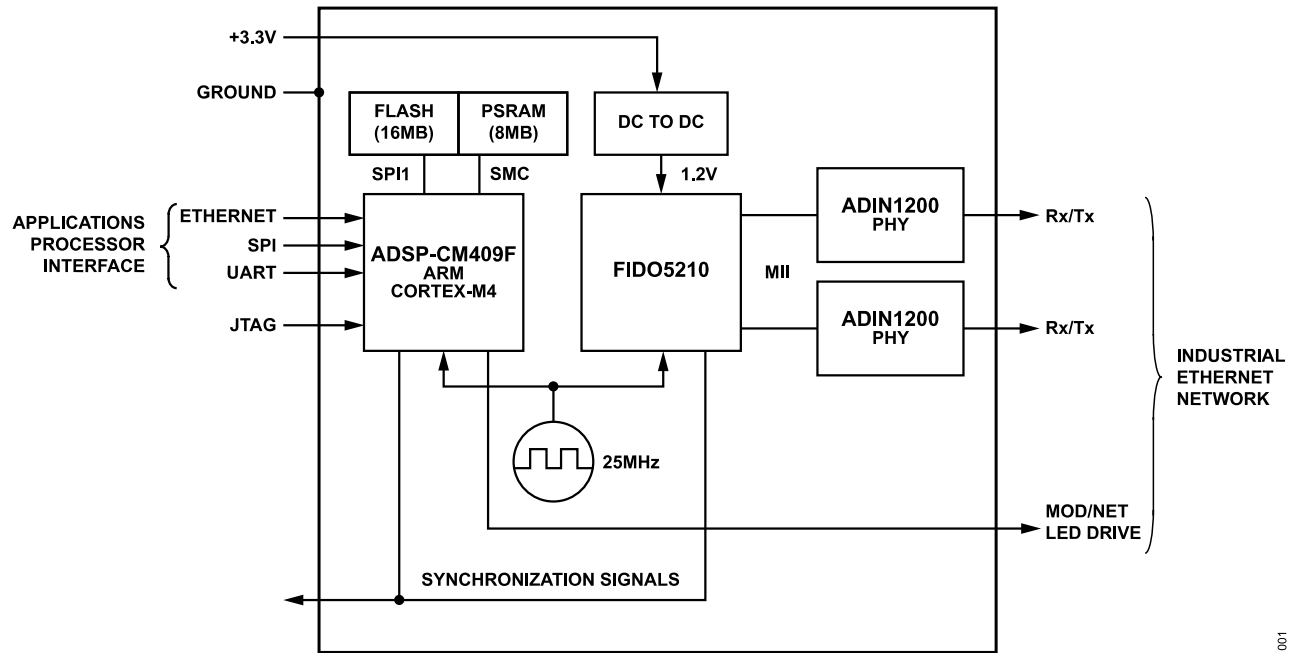 +3.3V
GROUND
FLASH
(16MB)
PSRAM
(8MB)
DC TO DC
SPI1
SMC
1.2V
APPLICATIONS
PROCESSOR
INTERFACE
ETHERNET
SPI
UART
JTAG
ADSP-CM409F
ARM
CORTEX-M4
FIDO5210
MII
ADIN1200
PHY
Rx/Tx
ADIN1200
PHY
Rx/Tx
INDUSTRIAL
ETHERNET
NETWORK
25MHz
MOD/NET
LED DRIVE
SYNCHRONIZATION SIGNALS
001